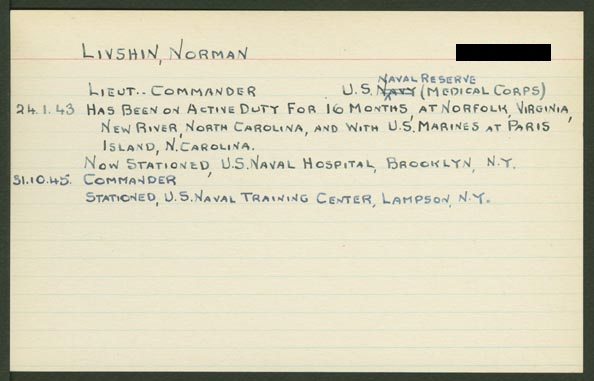 LIVSHIN, NORMAN
LIEUT.. COMMANDER U.S. NAVY NAVAL RESERVE (MEDICAL CORPS)
24.1.43 HAS BEEN ON ACTIVE DUTY FOR 16 MONTHS, AT NORFOLK, VIRGINIA,
NEW RIVER, NORTH CAROLINA, AND WITH U.S. MARINES AT PARIS
ISLAND, N. CAROLINA.
NOW STATIONED, U.S. NAVAL HOSPITAL, BROOKLYN, N.Y.
31.10.45. COMMANDER
STATIONED, U.S. NAVAL TRAINING CENTER, LAMPSON, N.Y.